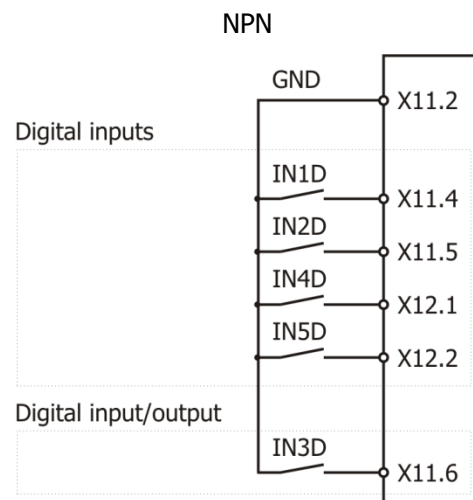 NPN
GND
X11.2
Digital inputs
IN1D
X11.4
IN2D
X11.5
IN4D
X12.1
IN5D
X12.2
Digital input/output
IN3D
X11.6